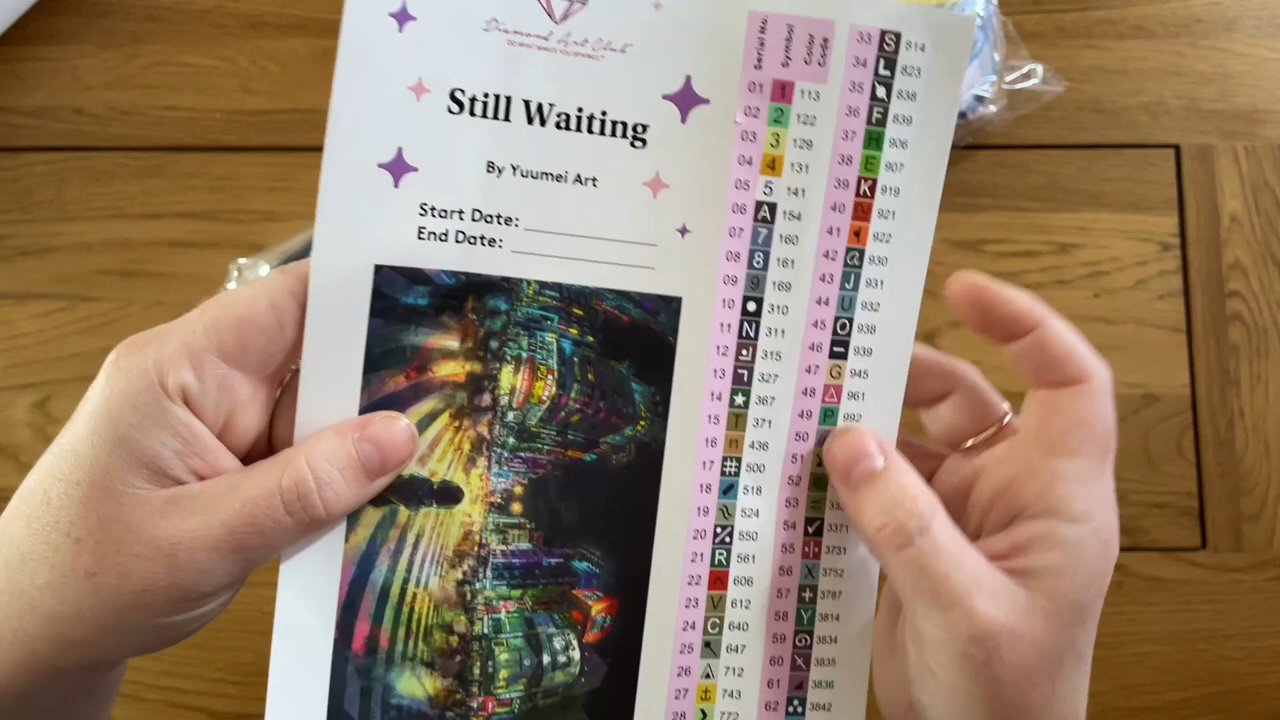 Diamond Art Club
Still Waiting
By Yuumei Art
Start Date:
End Date:
Serial No. Symbol Color Code
01 1 113
02 2 122
03 3 129
04 4 131
05 5 141
06 A 154
07 7 160
08 8 161
09 9 169
10 310
11 N 311
12 315
13 327
14 ★ 367
15 T 371
16 n 436
17 # 500
18 518
19 524
20 550
21 R 561
22 606
23 V 612
24 C 640
25 647
26 712
27 743
28 772
33 S 814
34 L 823
35 838
36 F 839
37 H 906
38 E 907
39 K 919
40 921
41 922
42 @ 930
43 J 931
44 U 932
45 O 938
46 – 939
47 G 945
48 △ 961
49 P 992
50
51
52
53
54 ✓ 3371
55 3731
56 X 3752
57 + 3787
58 Y 3814
59 3834
60 3835
61 3836
62 3842